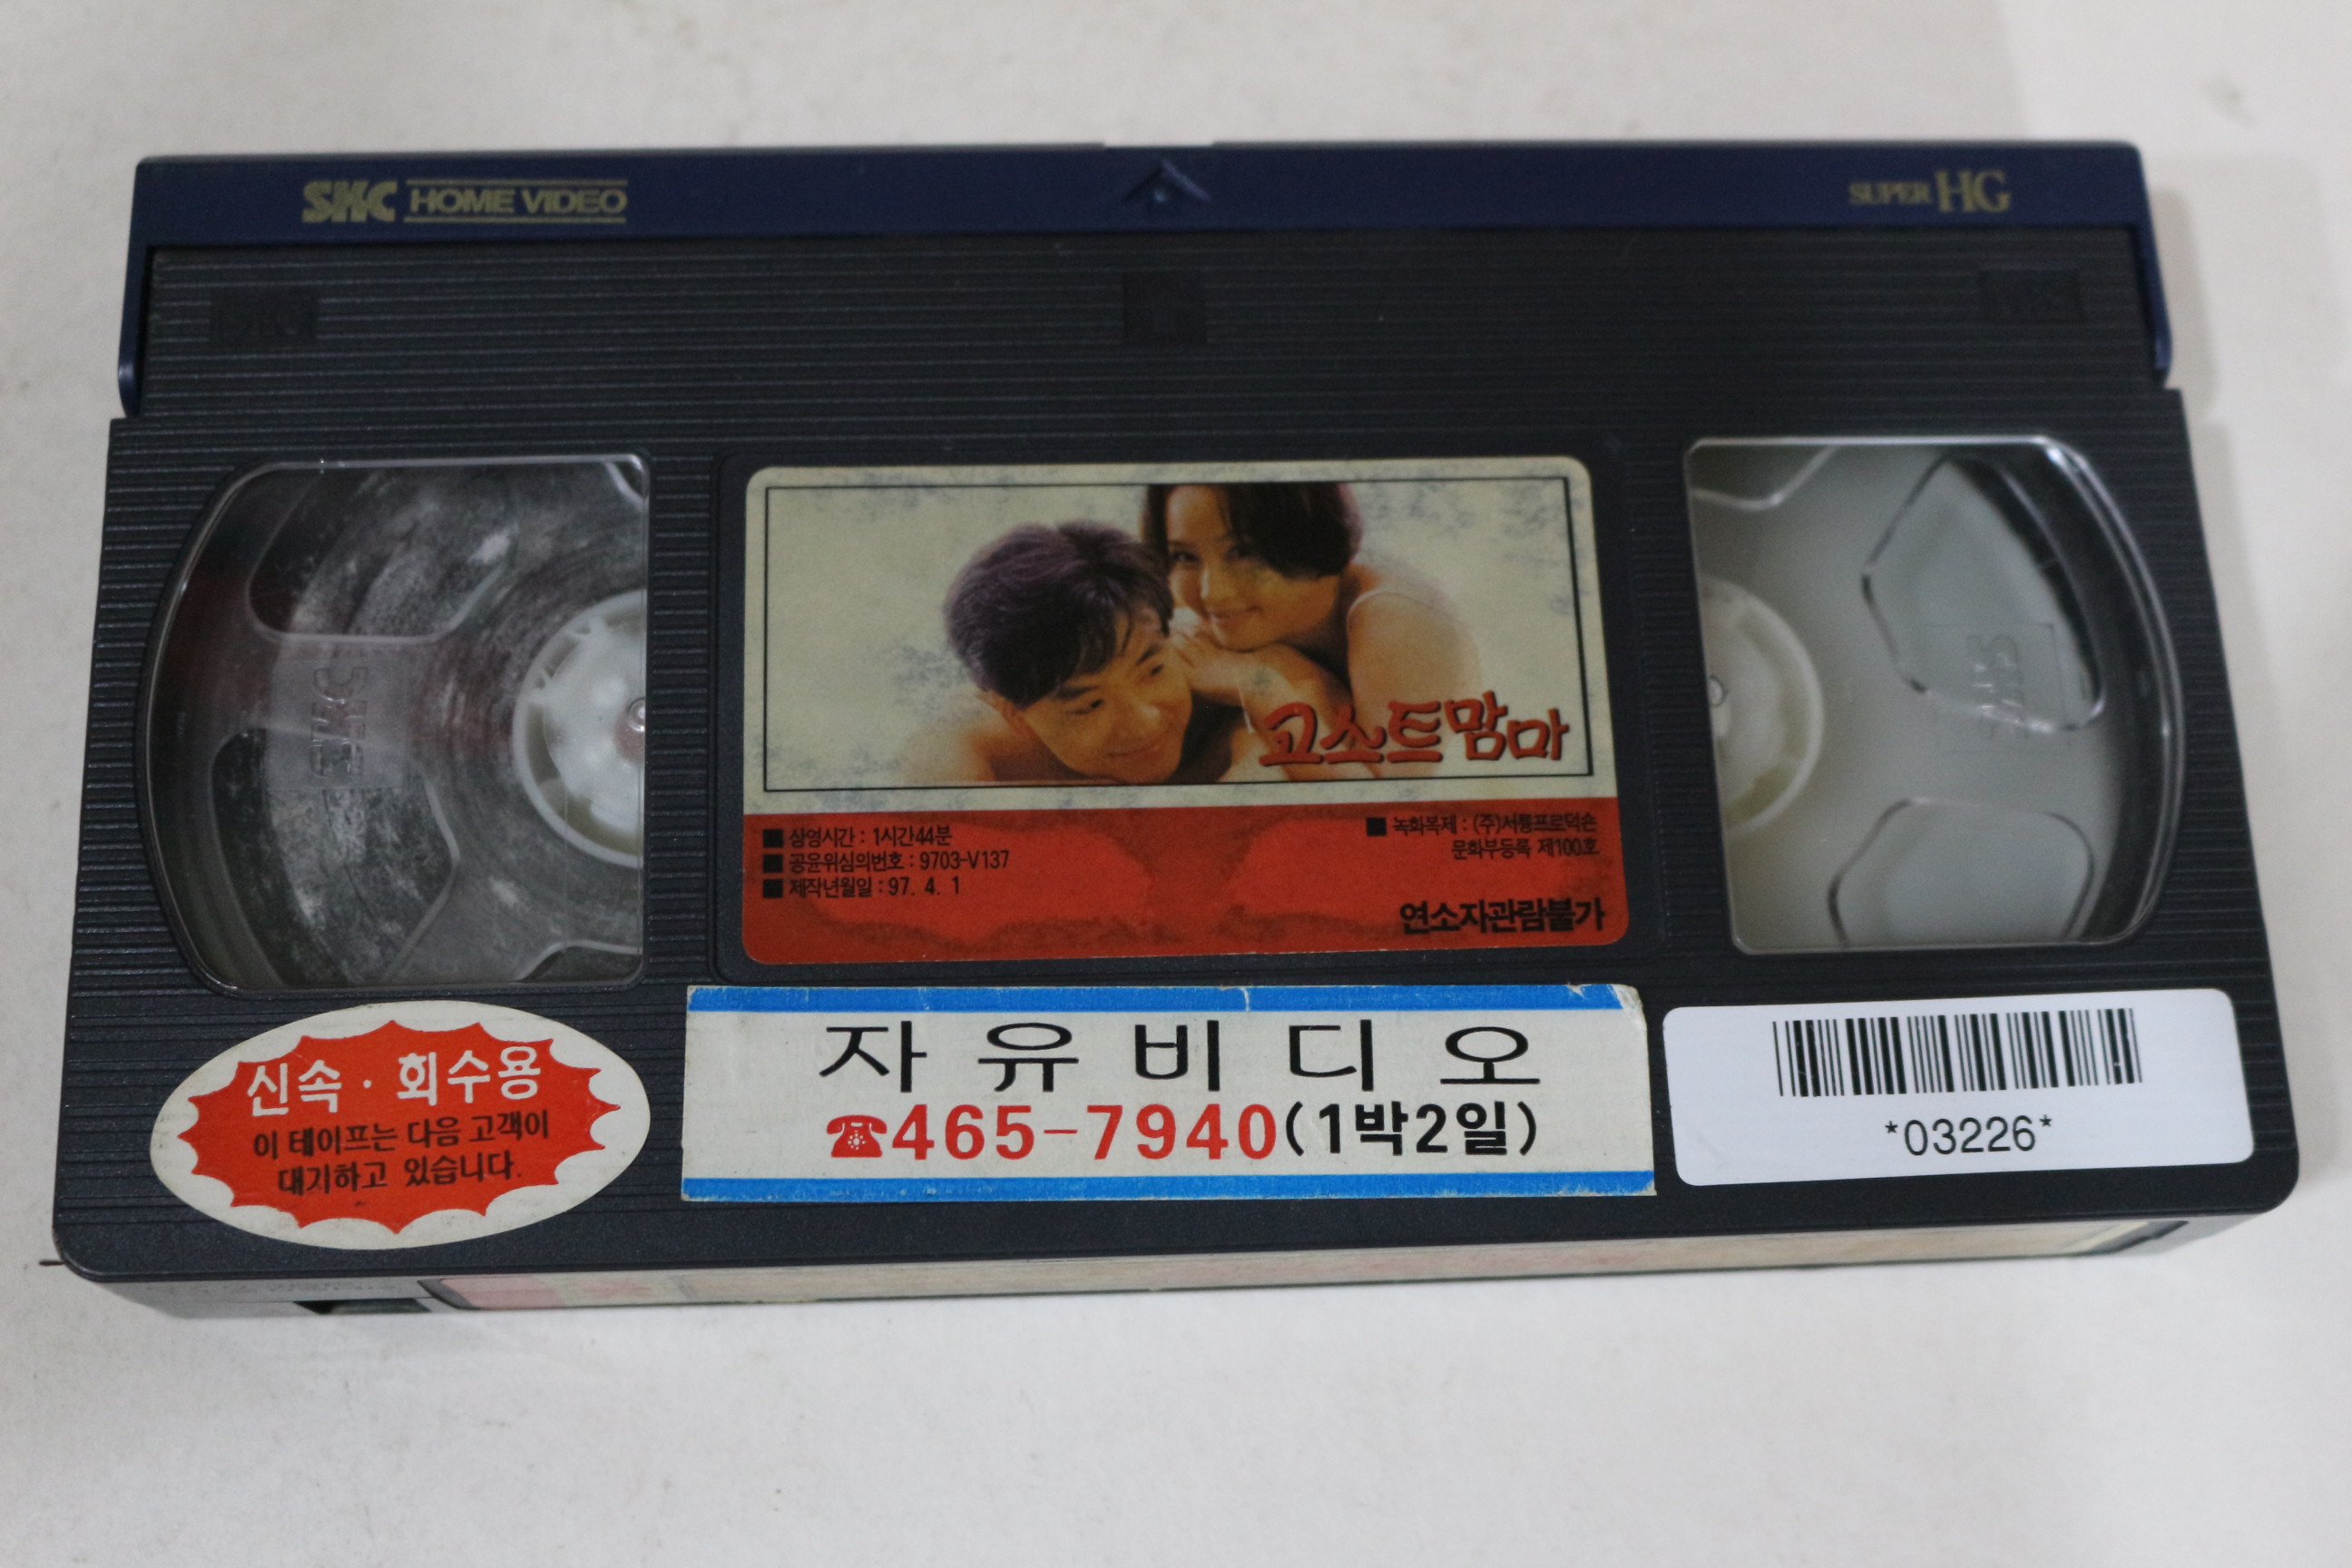 SKC HOME VIDEO
SUPER HG
고스트맘마
■ 상영시간 : 1시간44분
■ 공윤위심의번호 : 9703-V137
■ 제작년월일 : 97. 4. 1
■ 녹화복제 : (주)서륭프로덕숀
문화부등록 제100호
연소자관람불가
신속·회수용
이 테이프는 다음 고객이
대기하고 있습니다.
자유비디오
☎465-7940(1박2일)
*03226*
SKC